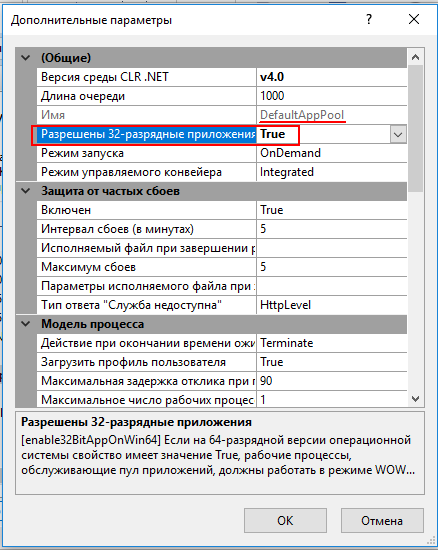 Дополнительные параметры
(Общие)
Версия среды CLR .NET v4.0
Длина очереди 1000
Имя DefaultAppPool
Разрешены 32-разрядные приложения True
Режим запуска OnDemand
Режим управляемого конвейера Integrated
Защита от частых сбоев
Включен True
Интервал сбоев (в минутах) 5
Исполняемый файл при завершении р
Максимум сбоев 5
Параметры исполняемого файла при з
Тип ответа "Служба недоступна" HttpLevel
Модель процесса
Действие при окончании времени ожи Terminate
Загрузить профиль пользователя True
Максимальная задержка отклика при п 90
Максимальное число рабочих процес 1
Разрешены 32-разрядные приложения
[enable32BitAppOnWin64] Если на 64-разрядной версии операционной
системы свойство имеет значение True, рабочие процессы,
обслуживающие пул приложений, должны работать в режиме WOW...
OK
Отмена